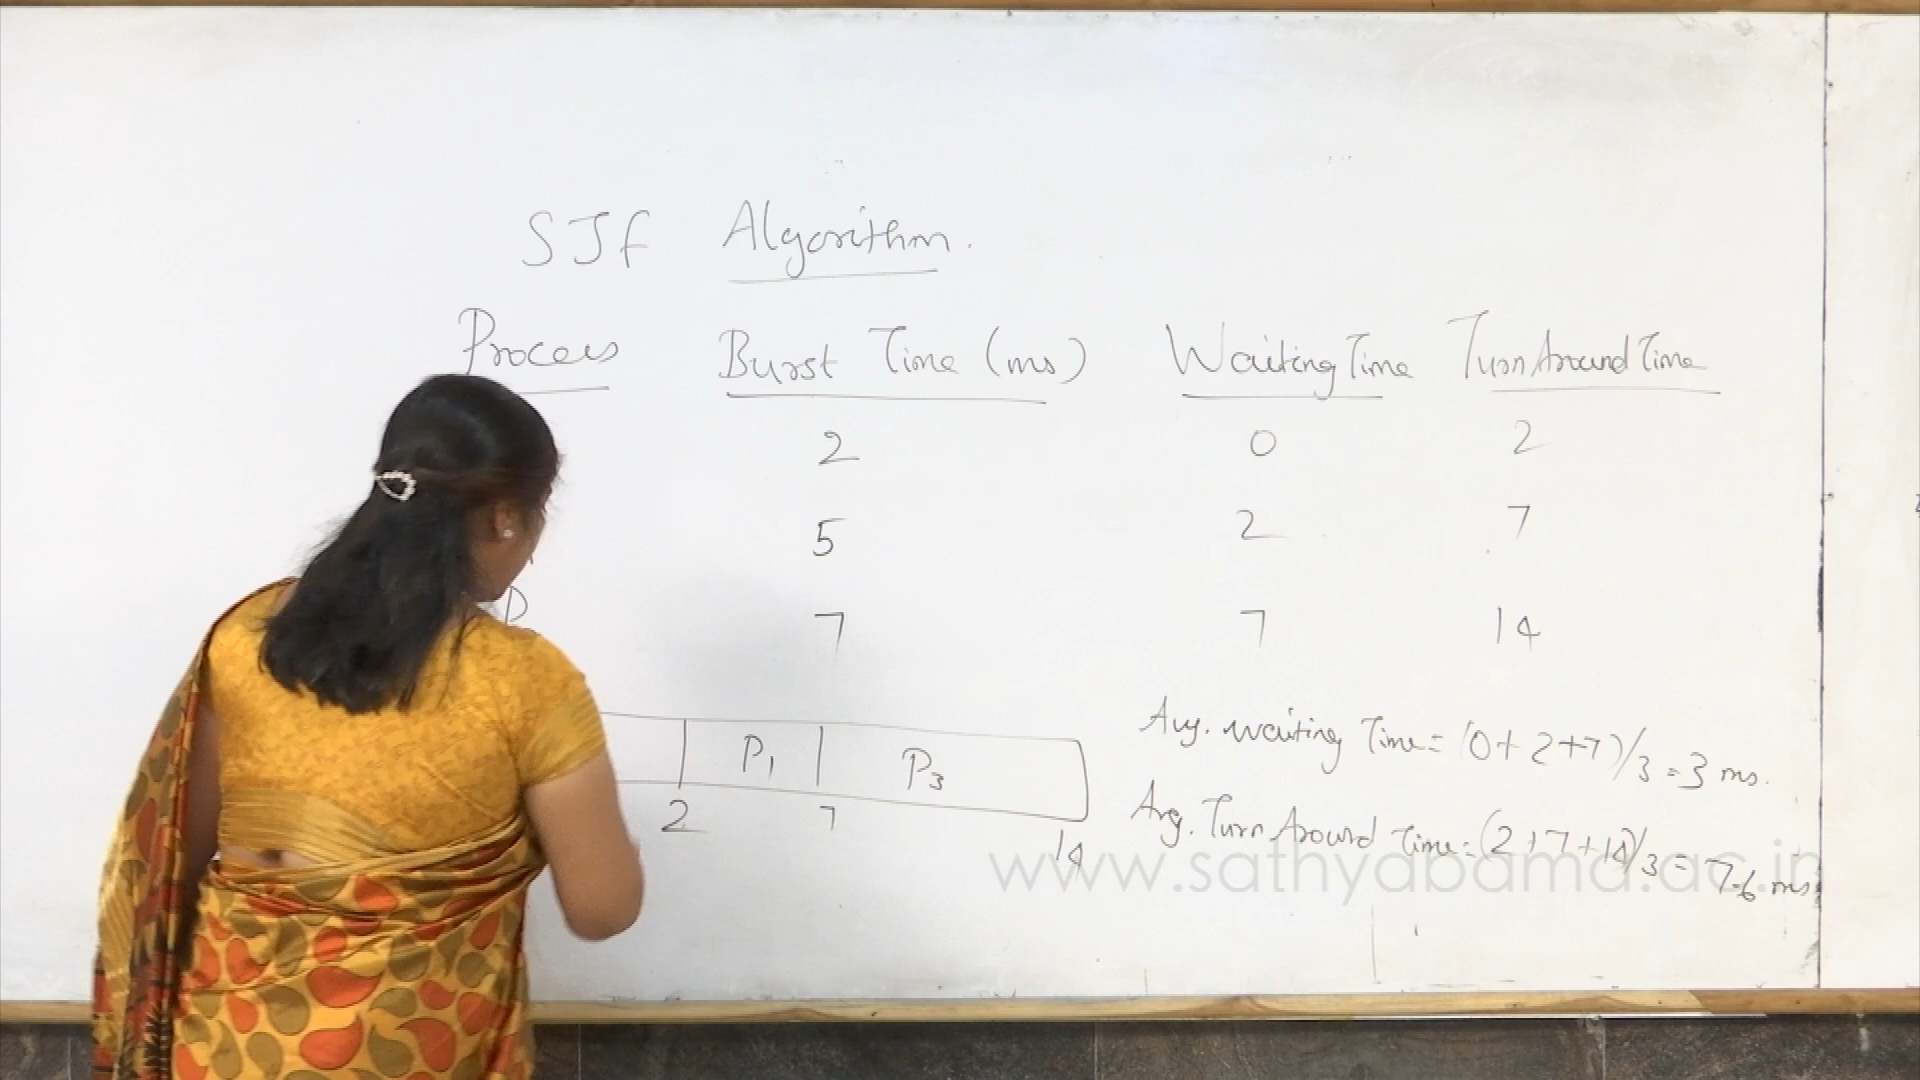 SJF Algorithm.
Process Burst Time (ms) Waiting Time Turn Around Time
2 0 2
5 2 7
P 7 7 14
P1 P3
2 7 14
Avg. Waiting Time = (0+2+7)/3 = 3 ms.
Avg. Turn Around Time = (2+7+14)/3 = 7.6 ms
www.sathyabama.ac.in